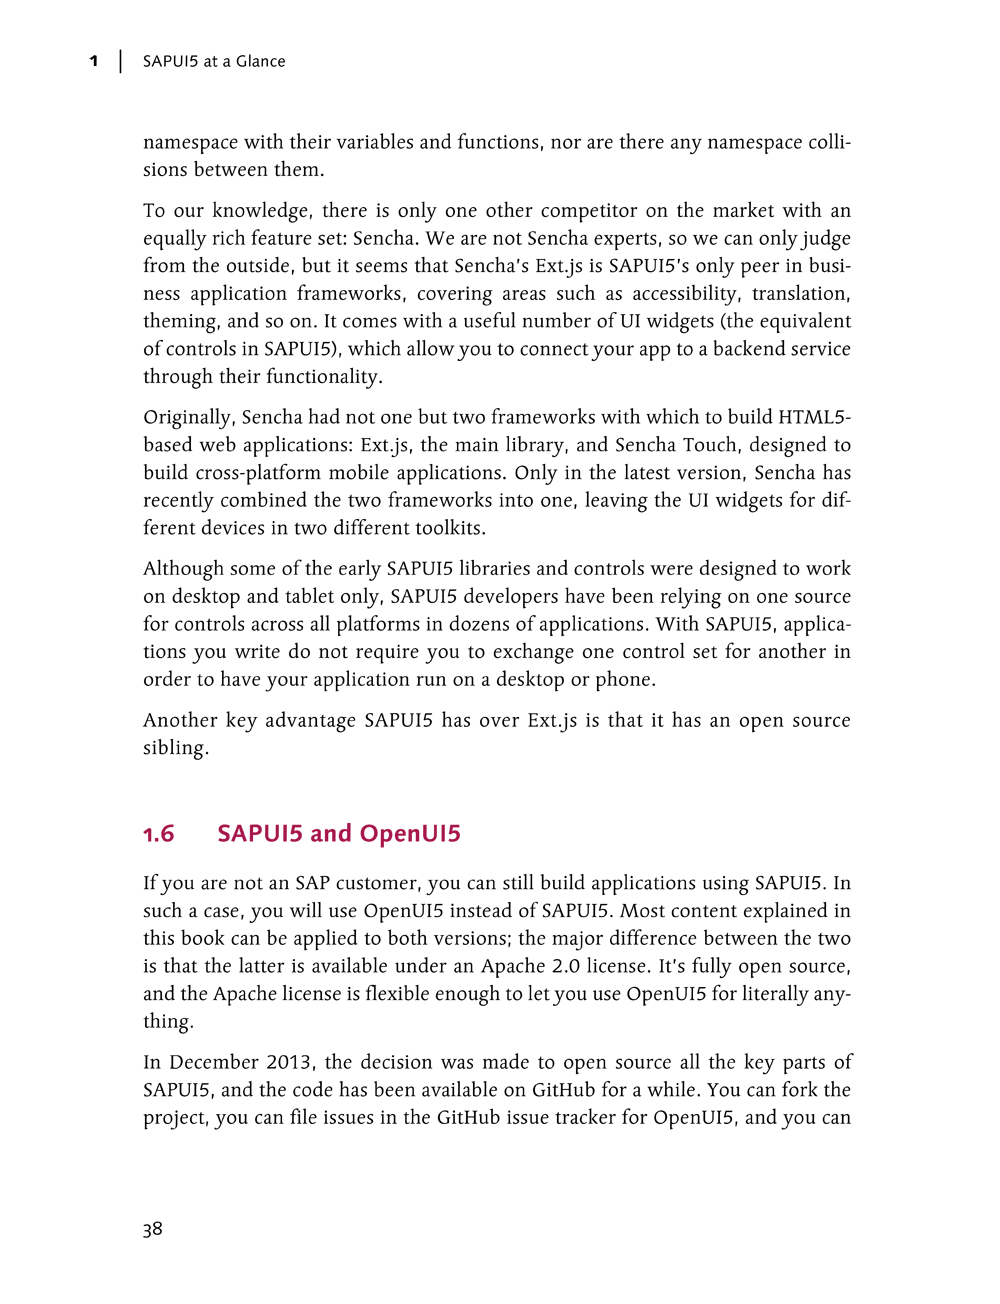 1 | SAPUI5 at a Glance
namespace with their variables and functions, nor are there any namespace colli-
sions between them.
To our knowledge, there is only one other competitor on the market with an
equally rich feature set: Sencha. We are not Sencha experts, so we can only judge
from the outside, but it seems that Sencha's Ext.js is SAPUI5's only peer in busi-
ness application frameworks, covering areas such as accessibility, translation,
theming, and so on. It comes with a useful number of UI widgets (the equivalent
of controls in SAPUI5), which allow you to connect your app to a backend service
through their functionality.
Originally, Sencha had not one but two frameworks with which to build HTML5-
based web applications: Ext.js, the main library, and Sencha Touch, designed to
build cross-platform mobile applications. Only in the latest version, Sencha has
recently combined the two frameworks into one, leaving the UI widgets for dif-
ferent devices in two different toolkits.
Although some of the early SAPUI5 libraries and controls were designed to work
on desktop and tablet only, SAPUI5 developers have been relying on one source
for controls across all platforms in dozens of applications. With SAPUI5, applica-
tions you write do not require you to exchange one control set for another in
order to have your application run on a desktop or phone.
Another key advantage SAPUI5 has over Ext.js is that it has an open source
sibling.
1.6 SAPUI5 and OpenUI5
If you are not an SAP customer, you can still build applications using SAPUI5. In
such a case, you will use OpenUI5 instead of SAPUI5. Most content explained in
this book can be applied to both versions; the major difference between the two
is that the latter is available under an Apache 2.0 license. It's fully open source,
and the Apache license is flexible enough to let you use OpenUI5 for literally any-
thing.
In December 2013, the decision was made to open source all the key parts of
SAPUI5, and the code has been available on GitHub for a while. You can fork the
project, you can file issues in the GitHub issue tracker for OpenUI5, and you can
38